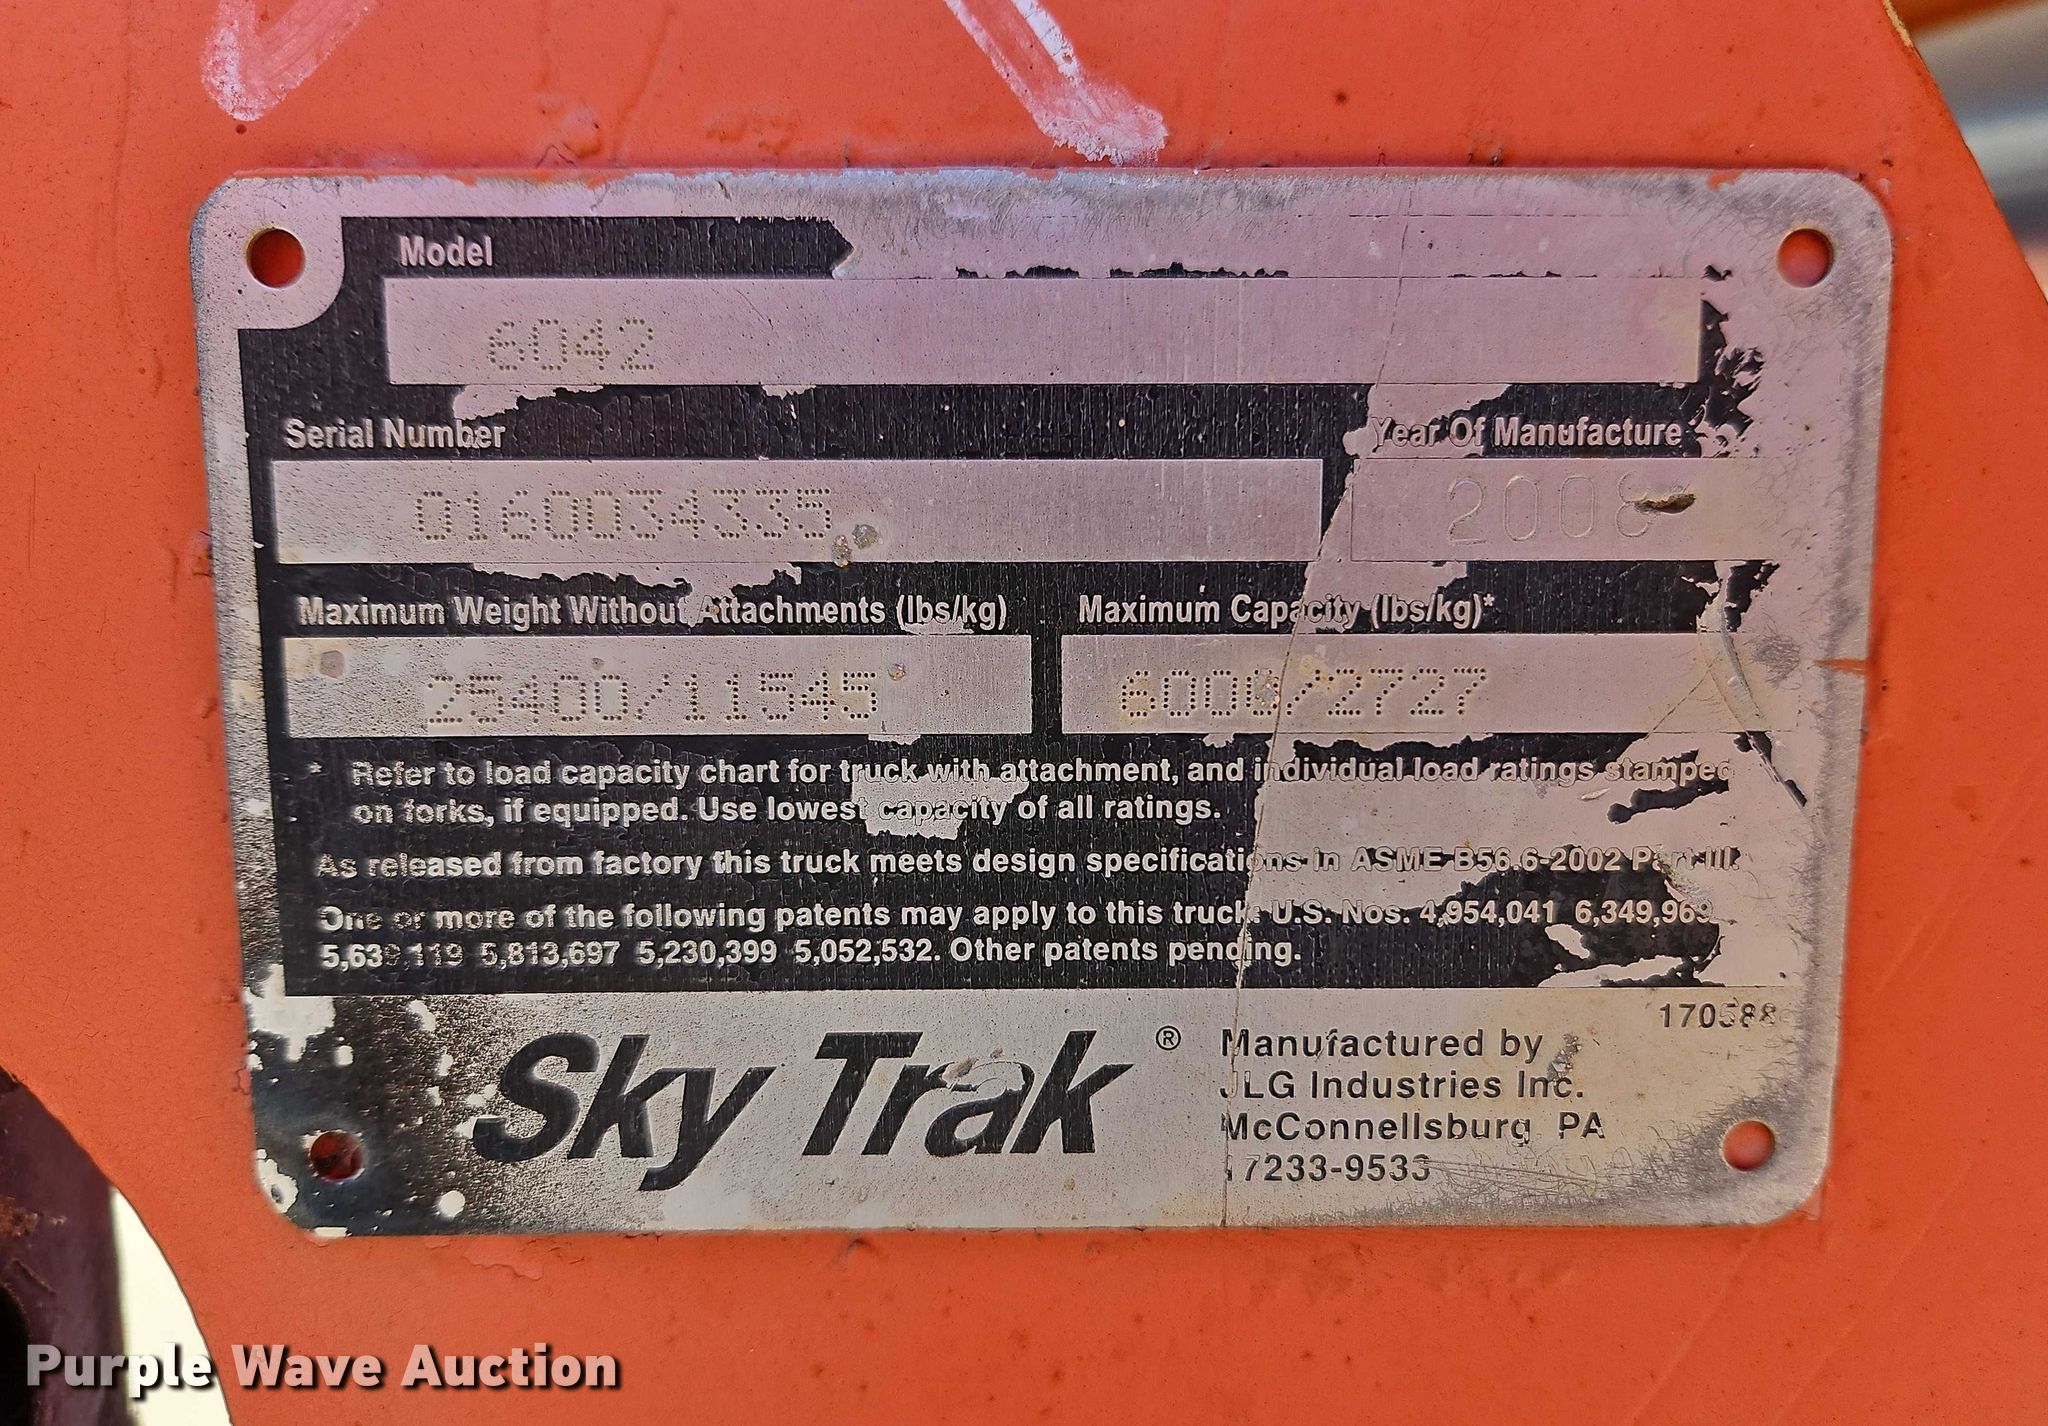 Model
6042
Serial Number Year Of Manufacture
0160034335 2008
Maximum Weight Without Attachments (lbs/kg) Maximum Capacity (lbs/kg)*
25400/11545 6000/2727
* Refer to load capacity chart for truck with attachment, and individual load ratings stamped
on forks, if equipped. Use lowest capacity of all ratings.
As released from factory this truck meets design specifications in ASME B56.6-2002 Part III.
One or more of the following patents may apply to this truck: U.S. Nos. 4,954,041 6,349,969
5,639,119 5,813,697 5,230,399 5,052,532. Other patents pending.
Sky Trak ®
Manufactured by
JLG Industries Inc.
McConnellsburg PA
17233-9533
Purple Wave Auction